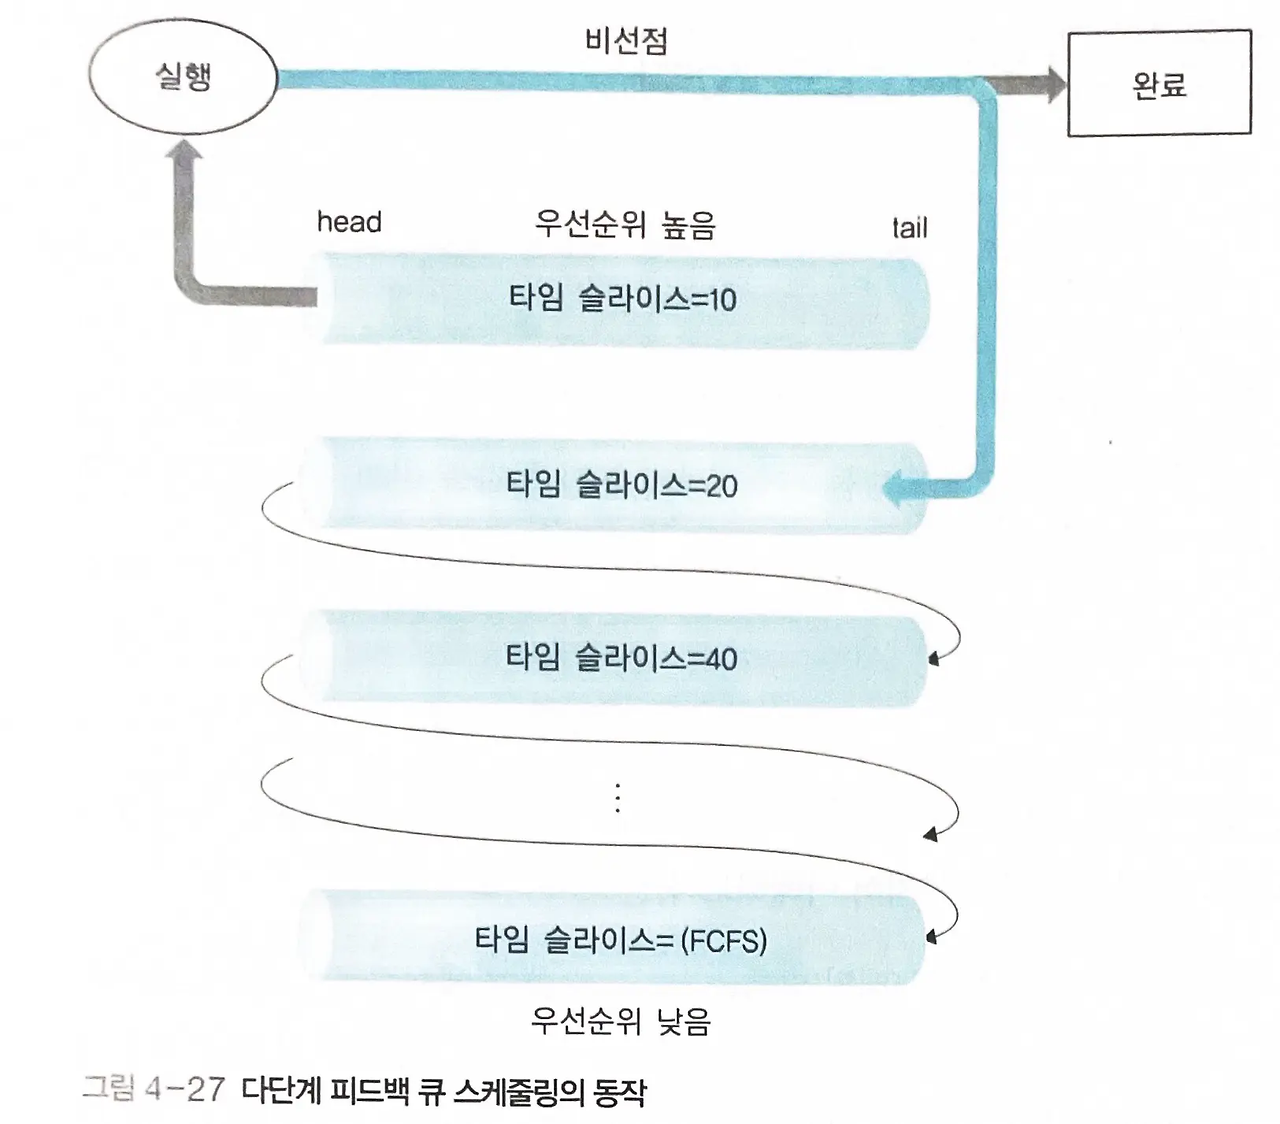 실행
비선점
완료
head
우선순위 높음
tail
타임 슬라이스=10
타임 슬라이스=20
타임 슬라이스=40
⋮
타임 슬라이스= (FCFS)
우선순위 낮음
그림 4-27 다단계 피드백 큐 스케줄링의 동작